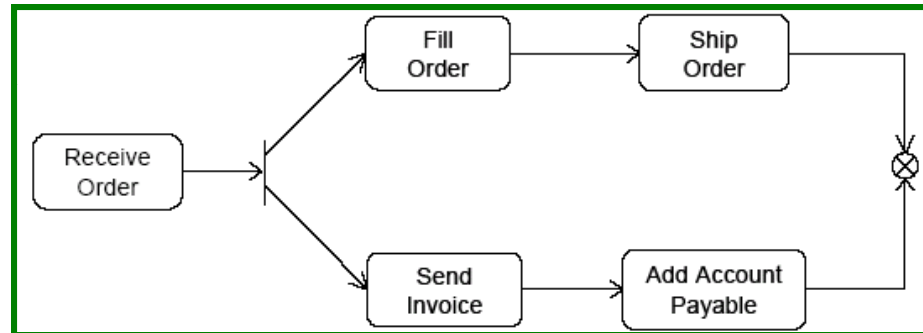 Fill
Order
Ship
Order
Receive
Order
Send
Invoice
Add Account
Payable